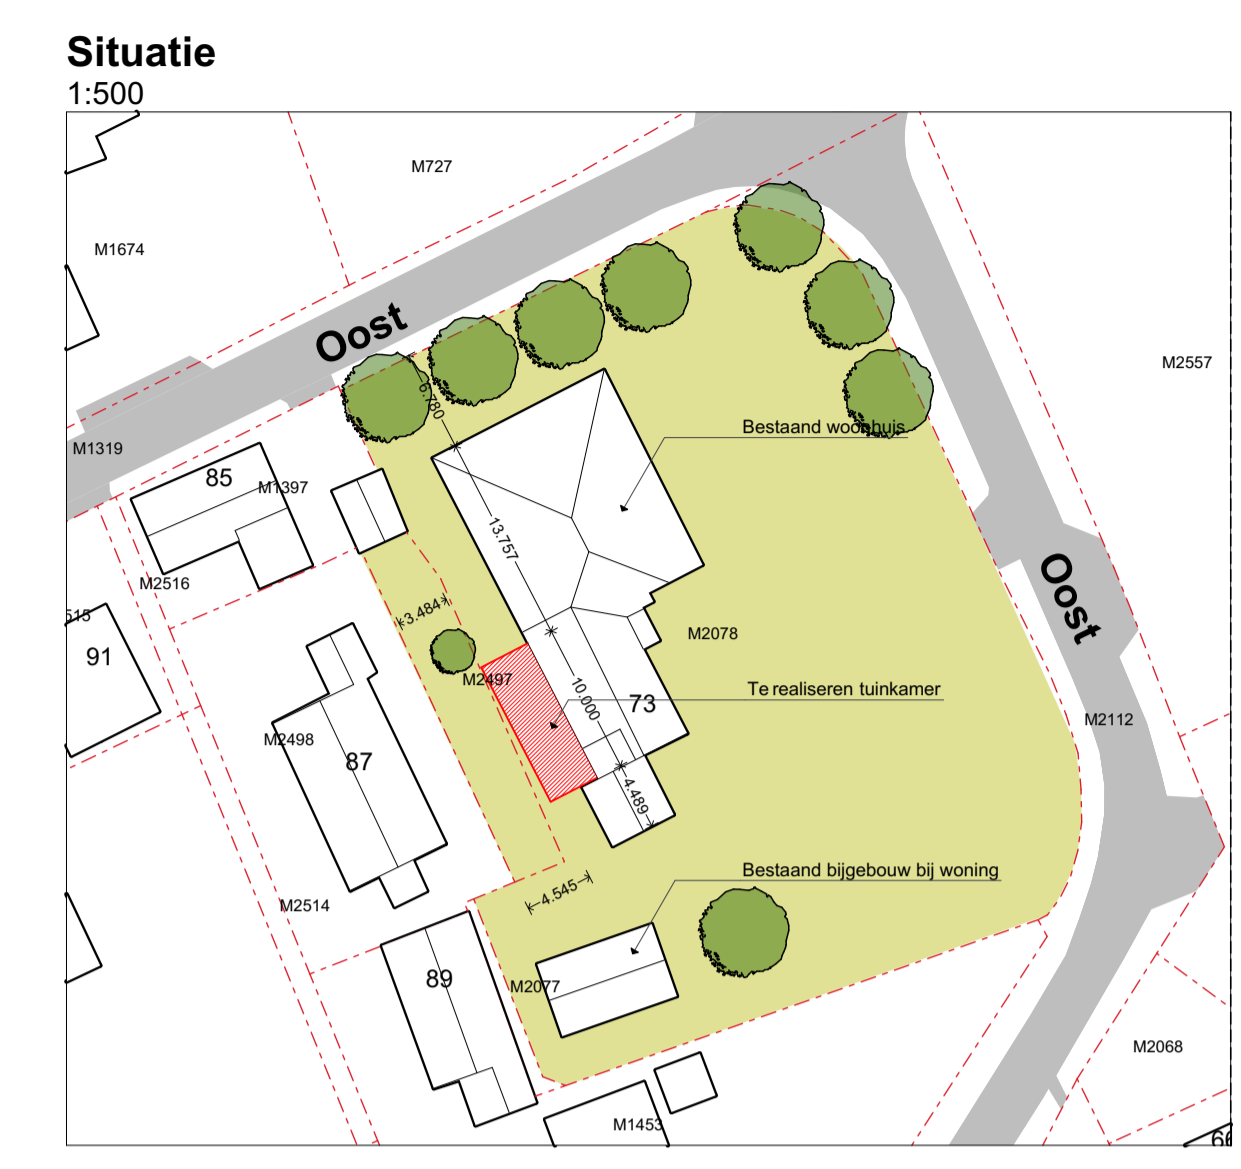 Situatie
1:500
M727
M1674
Oost
M2557
6.780
Bestaand woonhuis
M1319
85
M1397
13.757
Oost
M2516
3.484
515
M2078
91
M2497
Te realiseren tuinkamer
10.000
73
M2498
M2112
87
4.489
Bestaand bijgebouw bij woning
4.545
M2514
89
M2077
M2068
M1453